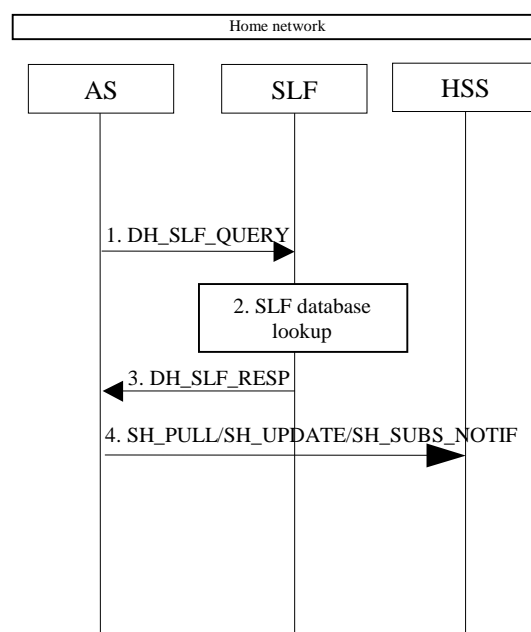 Home network
AS
SLF
HSS
1. DH_SLF_QUERY
2. SLF database
lookup
3. DH_SLF_RESP
4. SH_PULL/SH_UPDATE/SH_SUBS_NOTIF